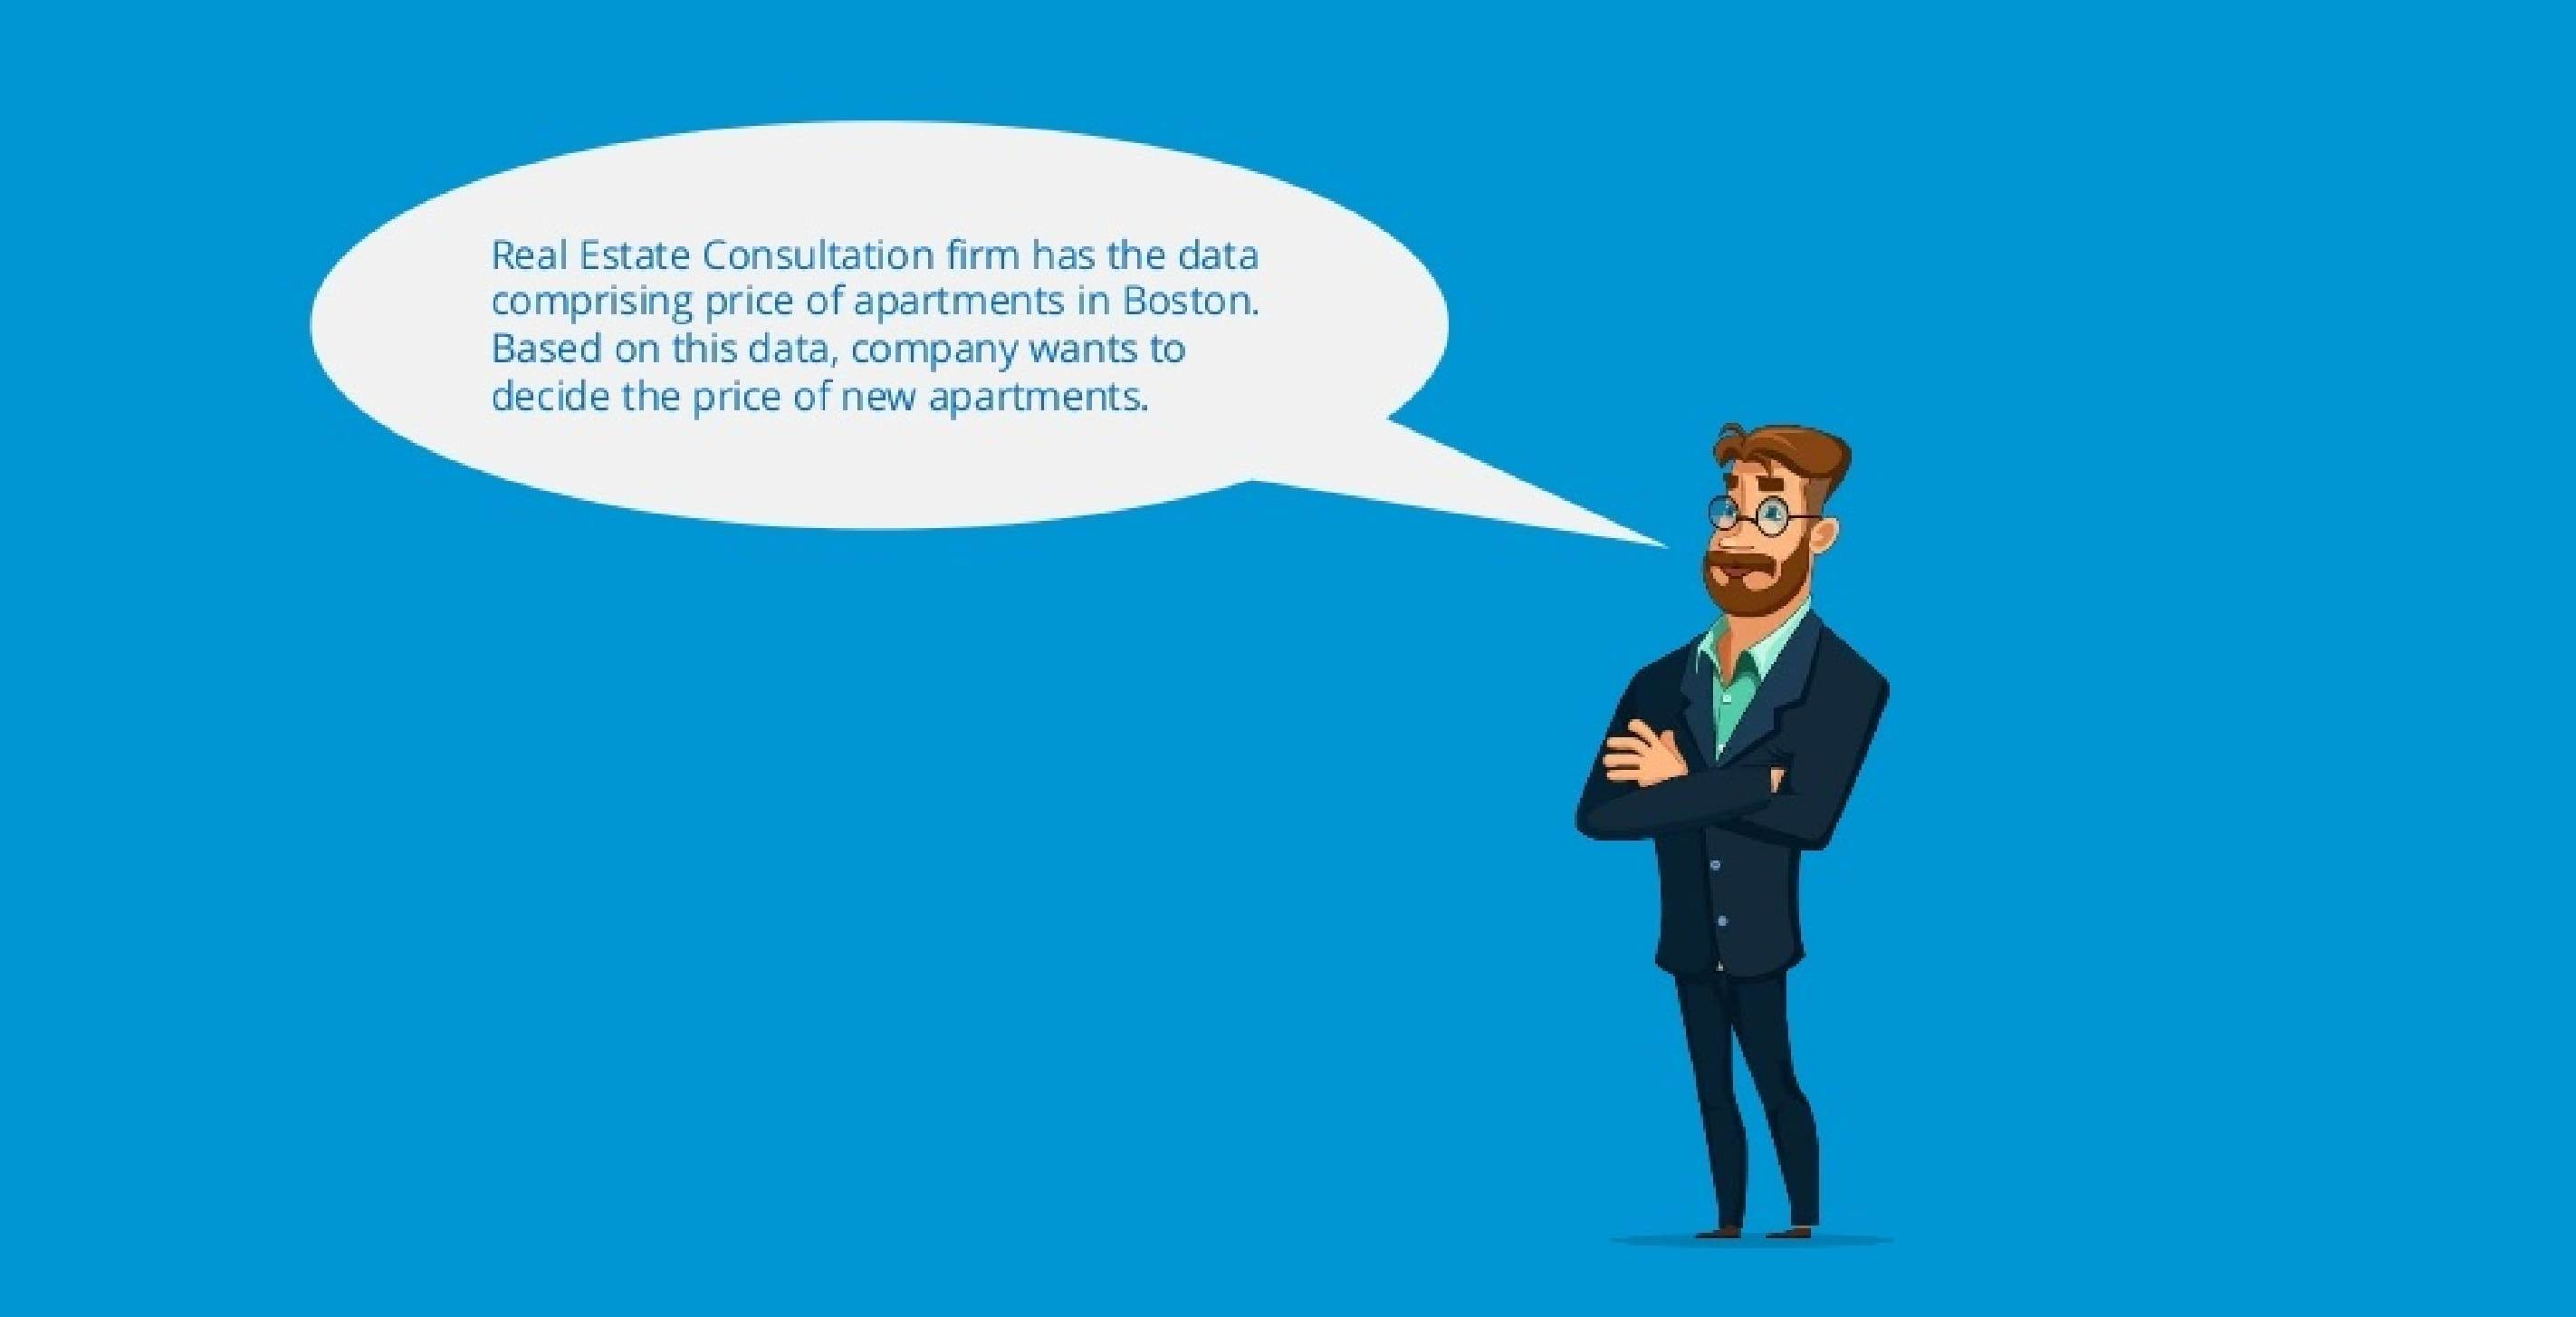 Real Estate Consultation firm has the data
comprising price of apartments in Boston.
Based on this data, company wants to
decide the price of new apartments.